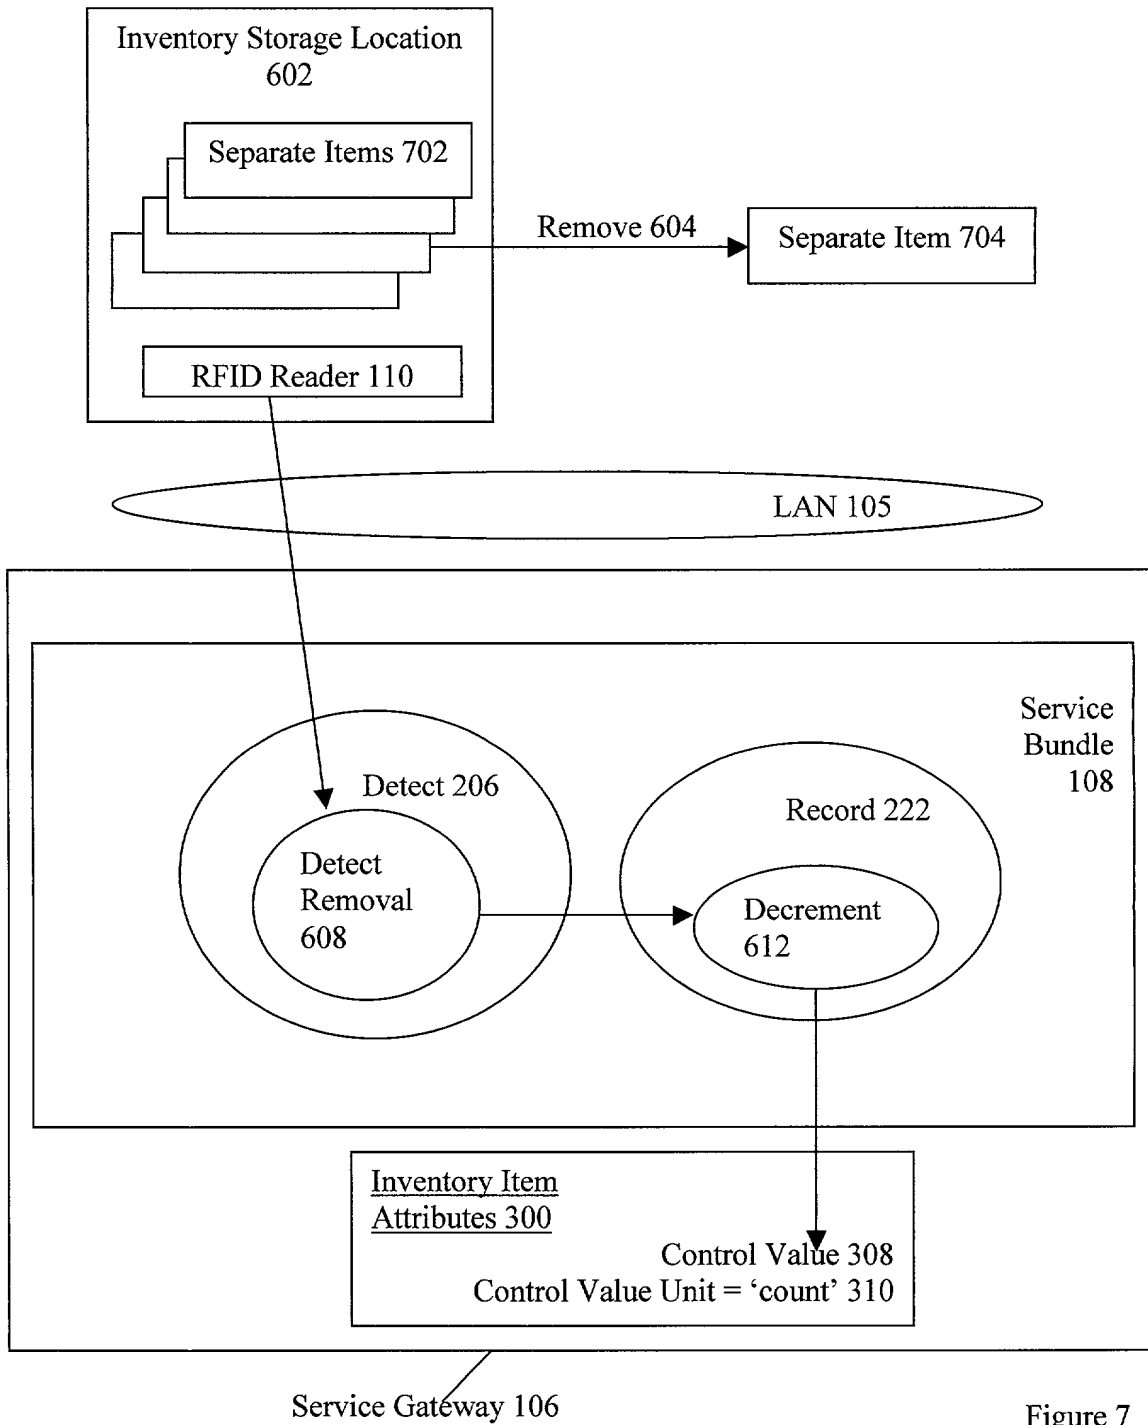 Inventory Storage Location
602
Separate Items 702
Remove 604
Separate Item 704
RFID Reader 110
LAN 105
Service
Bundle
108
Detect 206
Record 222
Detect
Removal
608
Decrement
612
Inventory Item
Attributes 300
Control Value 308
Control Value Unit = ‘count’ 310
Service Gateway 106
Figure 7